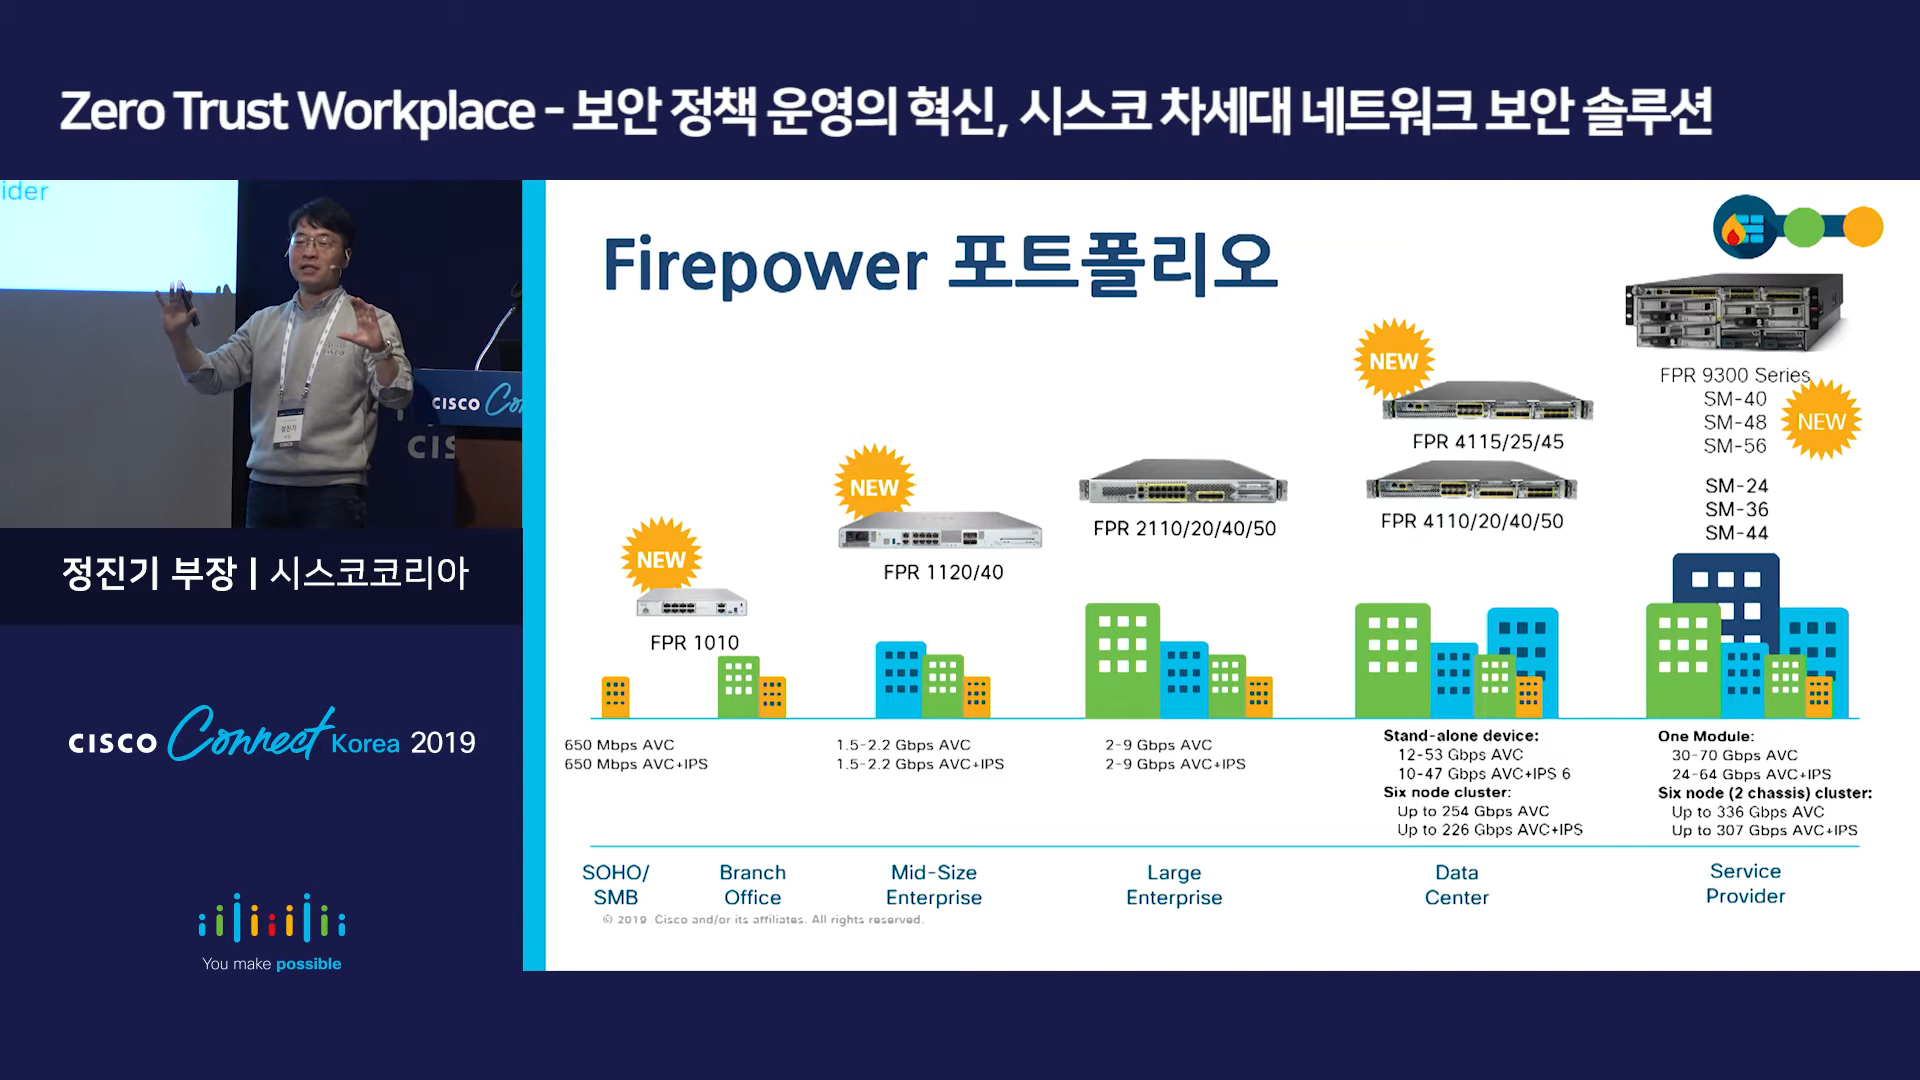 Zero Trust Workplace - 보안 정책 운영의 혁신, 시스코 차세대 네트워크 보안 솔루션
ider
CISCO
CISCO
정진기
정진기 부장 | 시스코코리아
CISCO Connect Korea 2019
You make possible
Firepower 포트폴리오
NEW
FPR 1010
NEW
FPR 1120/40
FPR 2110/20/40/50
NEW
FPR 4115/25/45
FPR 4110/20/40/50
FPR 9300 Series
SM-40
SM-48
SM-56
NEW
SM-24
SM-36
SM-44
650 Mbps AVC
650 Mbps AVC+IPS
1.5-2.2 Gbps AVC
1.5-2.2 Gbps AVC+IPS
2-9 Gbps AVC
2-9 Gbps AVC+IPS
Stand-alone device:
12-53 Gbps AVC
10-47 Gbps AVC+IPS 6
Six node cluster:
Up to 254 Gbps AVC
Up to 226 Gbps AVC+IPS
One Module:
30-70 Gbps AVC
24-64 Gbps AVC+IPS
Six node (2 chassis) cluster:
Up to 336 Gbps AVC
Up to 307 Gbps AVC+IPS
SOHO/
SMB
Branch
Office
Mid-Size
Enterprise
Large
Enterprise
Data
Center
Service
Provider
© 2019 Cisco and/or its affiliates. All rights reserved.